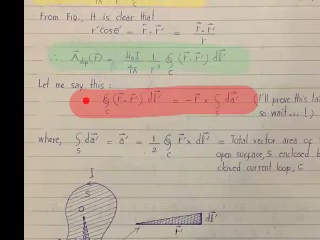 From Fig., It is clear that
r'cosθ' = r⃗ · r⃗' / r
∴ A⃗dip(r⃗) = μ₀I/4π 1/r³ ∮C (r⃗ · r⃗') dl⃗'
Let me say this :
∮C (r⃗ · r⃗') dl⃗' = −r⃗ × ∫S da⃗' (I'll prove this
so wait...!)
where, ∫S da⃗' = a⃗' = 1/2 ∮C r⃗' × dl⃗' = Total vector area of
open surface, S enclosed
closed current loop, C
I
S
O
dl⃗'
r⃗'